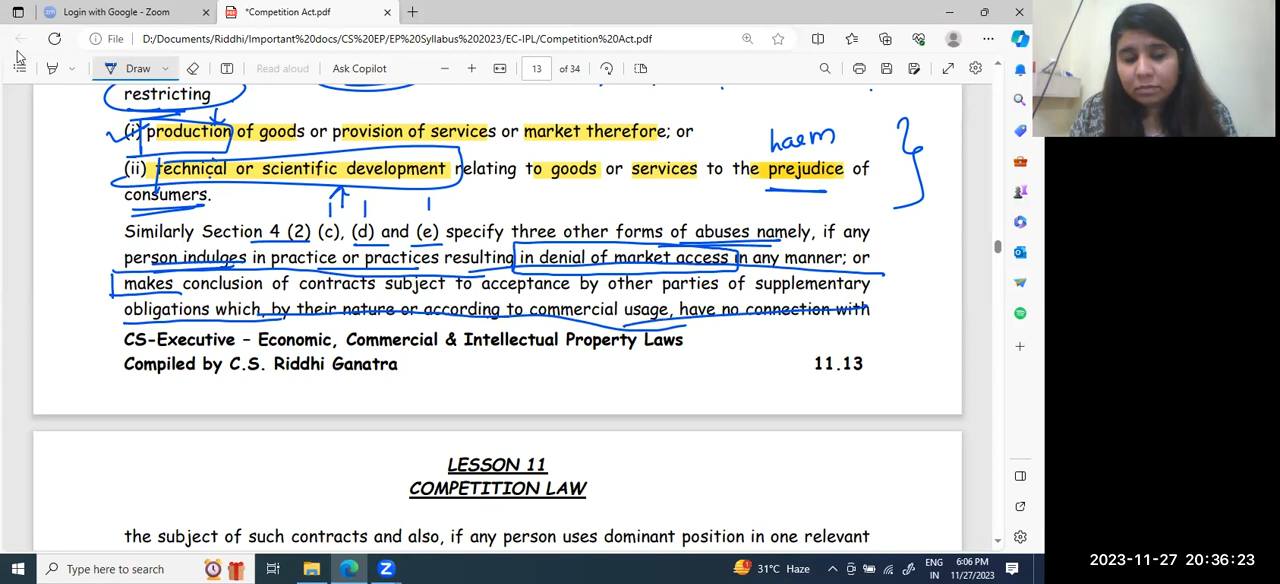 Login with Google - Zoom
*Competition Act.pdf
File
D:/Documents/Riddhi/Important%20docs/CS%20EP/EP%20Syllabus%202023/EC-IPL/Competition%20Act.pdf
Draw
Read aloud
Ask Copilot
13 of 34
restricting
(i) production of goods or provision of services or market therefore; or
harm
(ii) technical or scientific development relating to goods or services to the prejudice of
consumers.
Similarly Section 4 (2) (c), (d) and (e) specify three other forms of abuses namely, if any
person indulges in practice or practices resulting in denial of market access in any manner; or
makes conclusion of contracts subject to acceptance by other parties of supplementary
obligations which, by their nature or according to commercial usage, have no connection with
CS-Executive – Economic, Commercial & Intellectual Property Laws
Compiled by C.S. Riddhi Ganatra 11.13
LESSON 11
COMPETITION LAW
the subject of such contracts and also, if any person uses dominant position in one relevant
Type here to search
31°C Haze
ENG
IN
6:06 PM
11/27/2023
2023-11-27 20:36:23